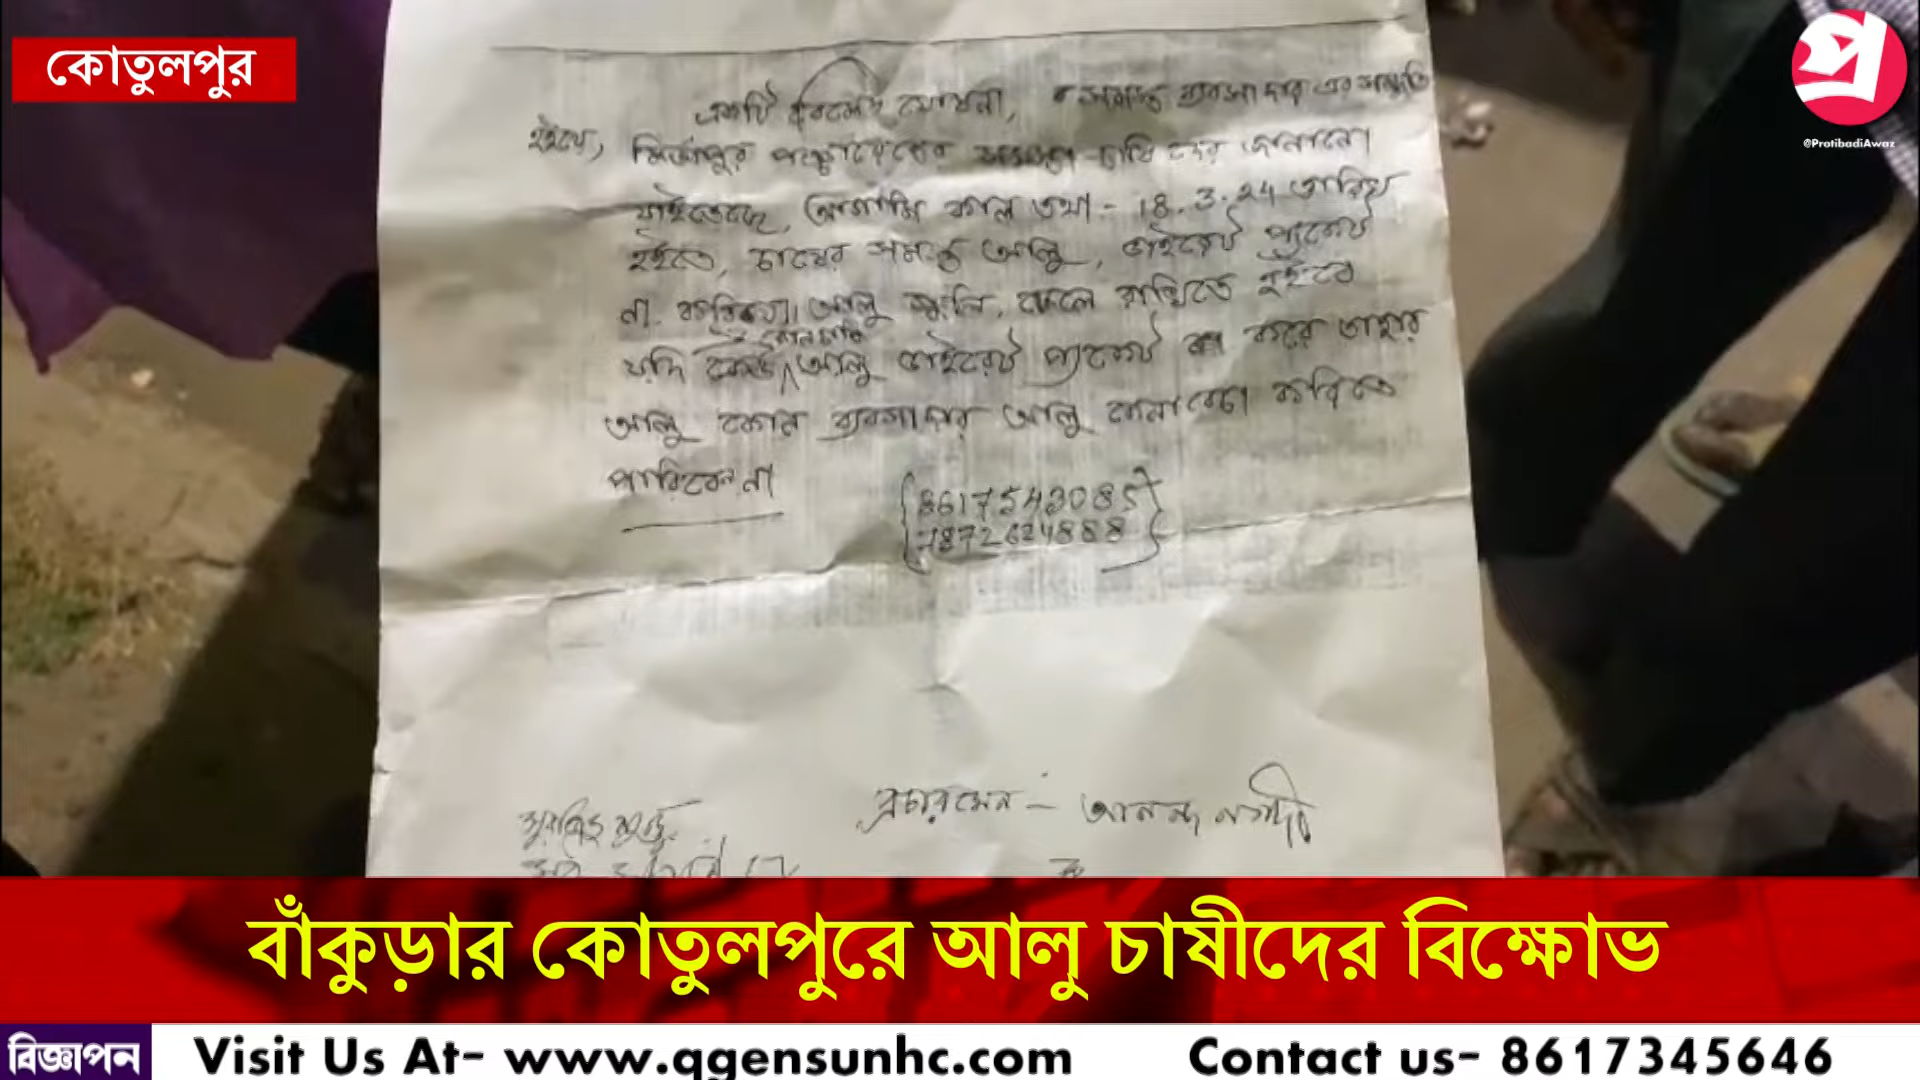 কোতুলপুর
প্র
@ProtibadiAwaz
একটি বিশেষ ঘোষনা, সমস্ত ব্যবসাদার এর সম্মতি
হইতে, মির্জাপুর পঞ্চায়েতের সমস্ত চাষি দের জানানো
যাইতেছে, আগামি কাল তথা - 18.3.24 তারিখ
হইতে, চাষের সমস্ত আলু, ডাইরেট প্যাকেট
না করিয়া আলু ঢেলে রাখিতে হইবে
যদি কেউ আলু ডাইরেট প্যাকেট করে তাহার
আলু কোন ব্যবসাদার আলু কেনাবেচা করিতে
পারিবেন না
8617543085
7872624888
প্রচারমেন - আনন্দ নন্দী
বাঁকুড়ার কোতুলপুরে আলু চাষীদের বিক্ষোভ
বিজ্ঞাপন Visit Us At- www.qgensunhc.com Contact us- 8617345646